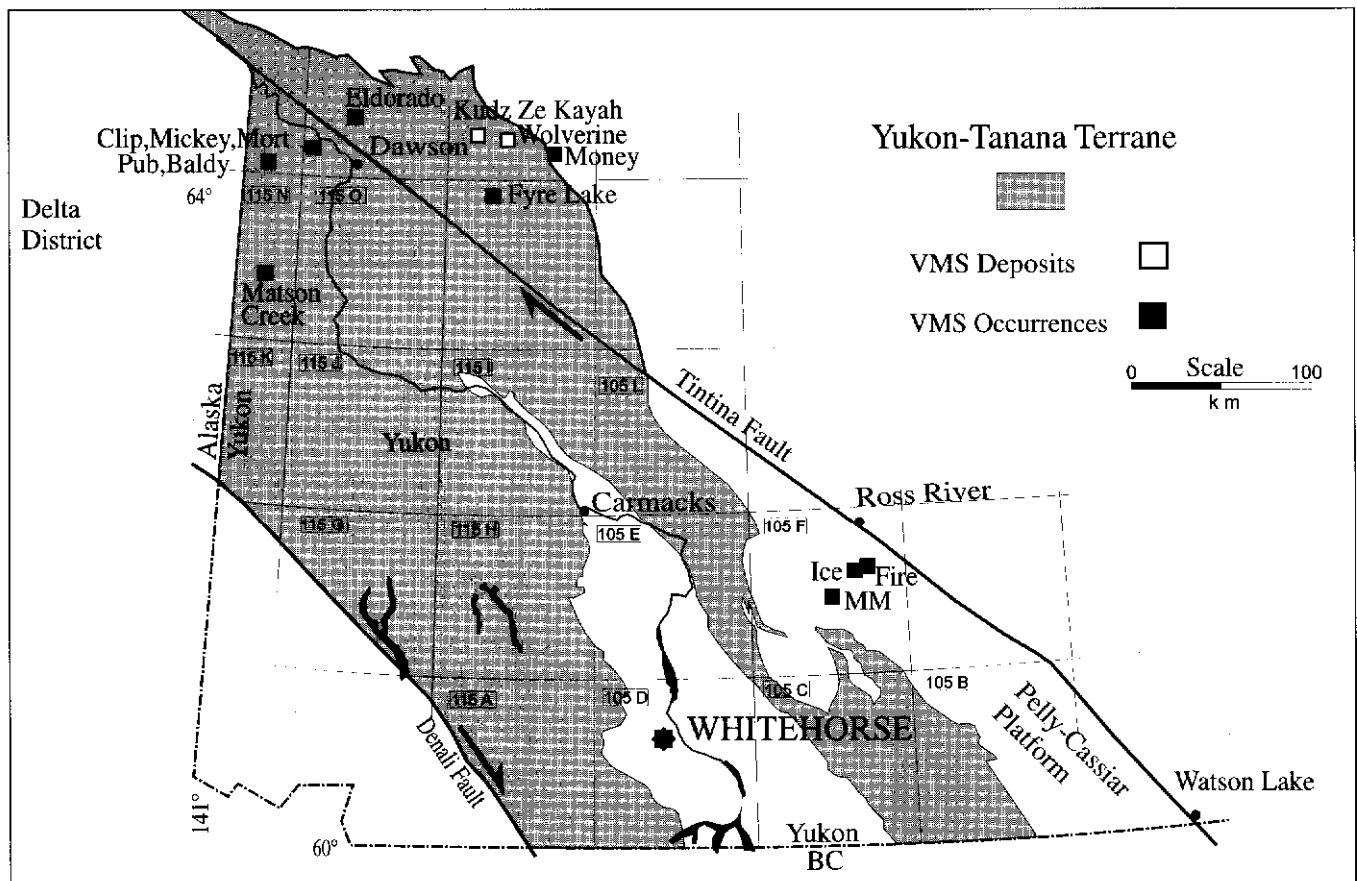 Eldorado
Kudz Ze Kayah
Clip,Mickey,Mort
Dawson
Wolverine
Pub,Baldy
Money
64°
115 N
115 O
Fyre Lake
Delta
District
Matson
Creek
115 K
115 J
115 I
105 L
Alaska
Yukon
Yukon
Tintina Fault
Carmacks
Ross River
115 G
115 H
105 E
105 F
Ice
Fire
MM
115 A
105 D
105 C
105 B
WHITEHORSE
Denali Fault
Pelly-Cassiar
Platform
Watson Lake
141°
60°
Yukon
BC
Yukon-Tanana Terrane
VMS Deposits
VMS Occurrences
0 Scale 100
km